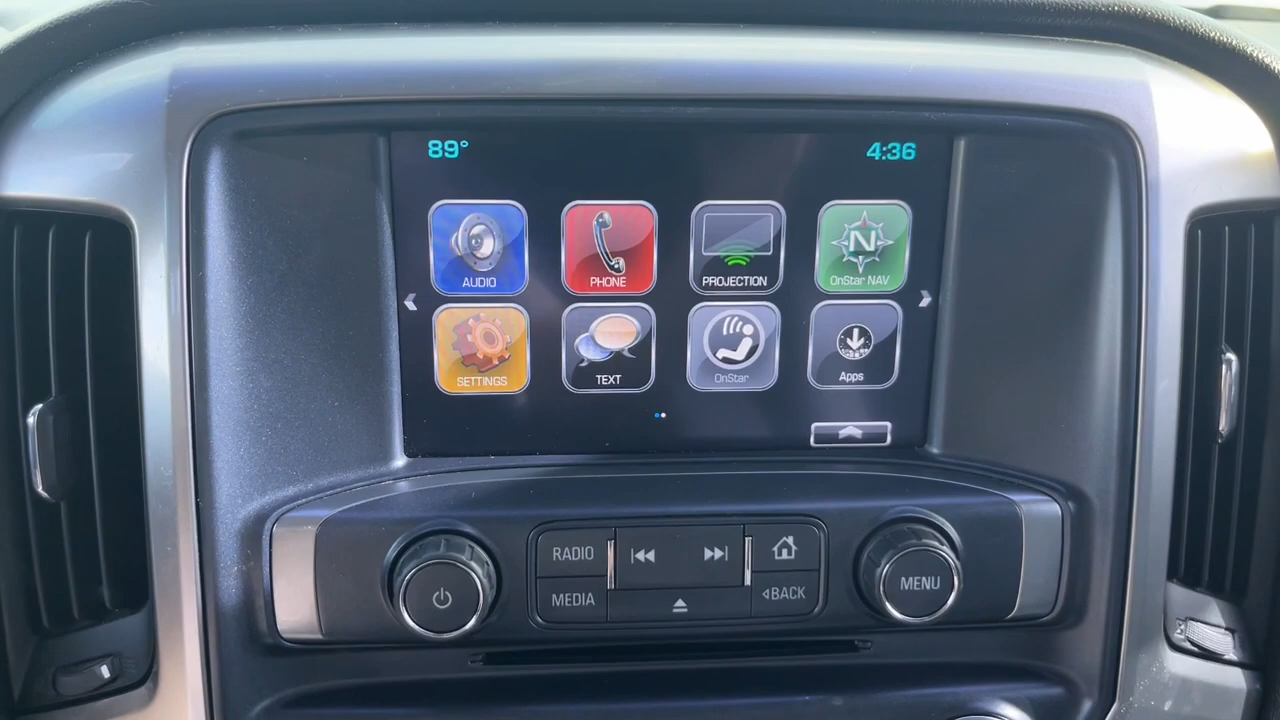 89° 4:36
AUDIO PHONE PROJECTION OnStar NAV
SETTINGS TEXT OnStar Apps
RADIO
MEDIA BACK MENU